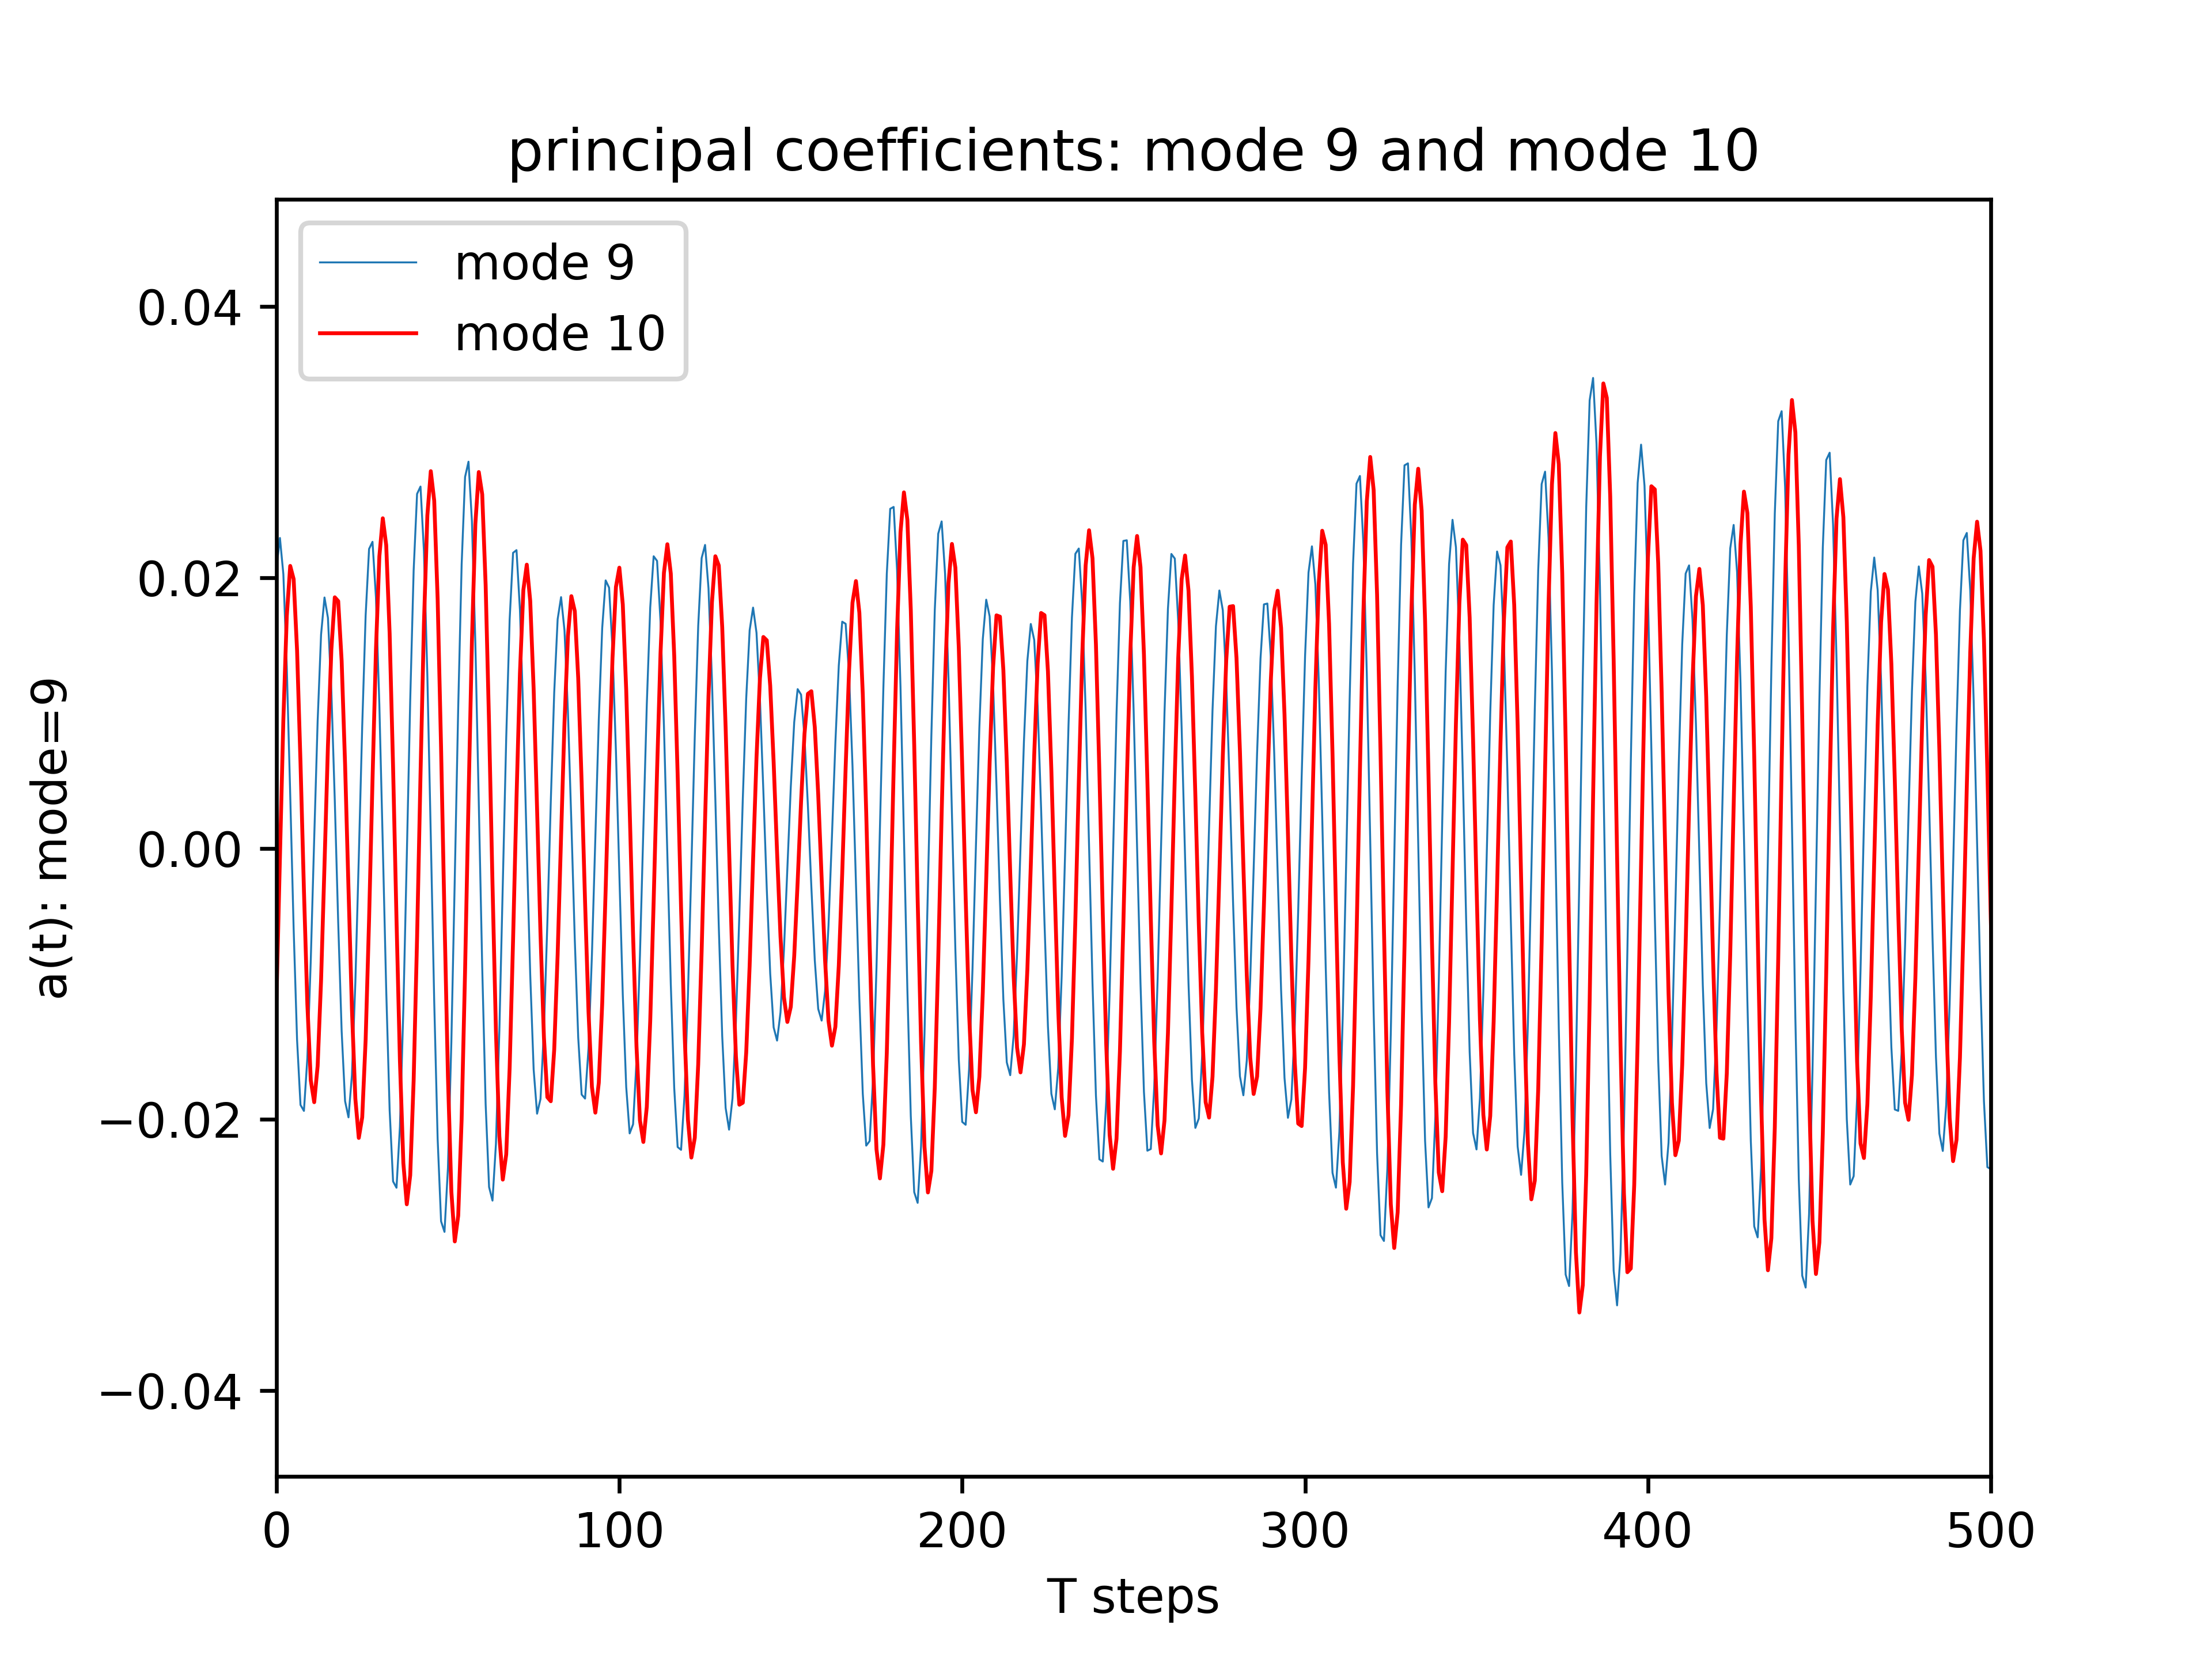 principal coefficients: mode 9 and mode 10
mode 9
mode 10
0.04
0.02
0.00
−0.02
−0.04
a(t): mode=9
0 100 200 300 400 500
T steps